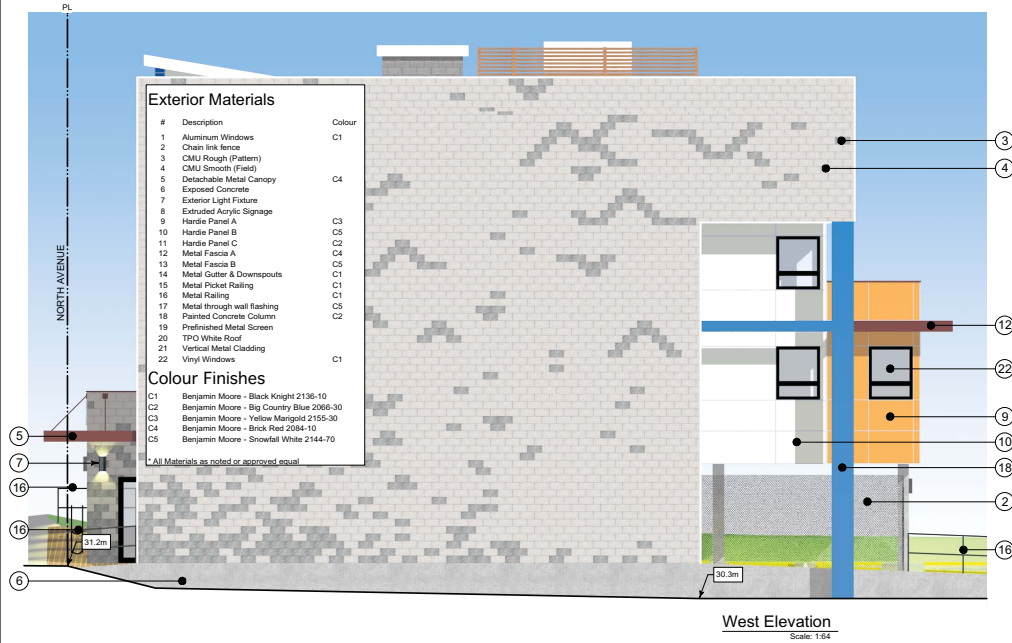 PL
NORTH AVENUE
Exterior Materials
# Description Colour
1 Aluminum Windows C1
2 Chain link fence
3 CMU Rough (Pattern)
4 CMU Smooth (Field)
5 Detachable Metal Canopy C4
6 Exposed Concrete
7 Exterior Light Fixture
8 Extruded Acrylic Signage
9 Hardie Panel A C3
10 Hardie Panel B C5
11 Hardie Panel C C2
12 Metal Fascia A C4
13 Metal Fascia B C5
14 Metal Gutter & Downspouts C1
15 Metal Picket Railing C1
16 Metal Railing C1
17 Metal through wall flashing C5
18 Painted Concrete Column C2
19 Prefinished Metal Screen
20 TPO White Roof
21 Vertical Metal Cladding
22 Vinyl Windows C1
Colour Finishes
C1 Benjamin Moore - Black Knight 2136-10
C2 Benjamin Moore - Big Country Blue 2066-30
C3 Benjamin Moore - Yellow Marigold 2155-30
C4 Benjamin Moore - Brick Red 2084-10
C5 Benjamin Moore - Snowfall White 2144-70
* All Materials as noted or approved equal
5
7
16
16
31.2m
6
3
4
12
22
9
10
18
2
16
30.3m
West Elevation
Scale: 1:64